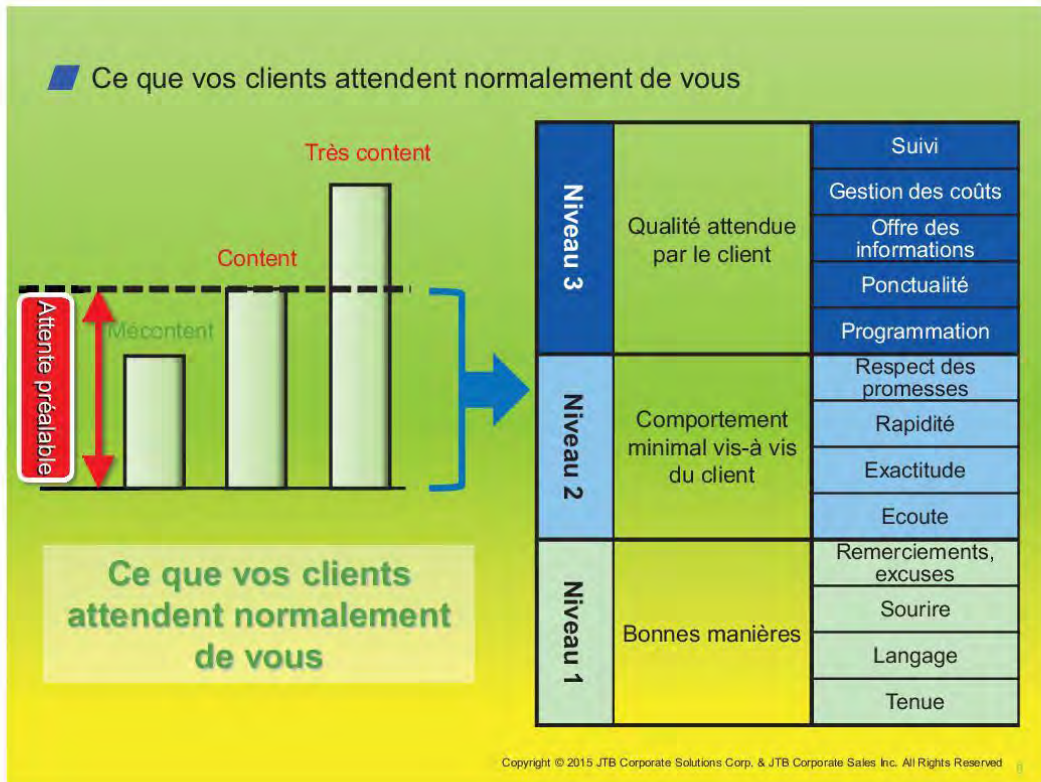 Ce que vos clients attendent normalement de vous
Très content
Content
Mécontent
Attente préalable
Ce que vos clients
attendent normalement
de vous
Niveau 3
Qualité attendue
par le client
Suivi
Gestion des coûts
Offre des
informations
Ponctualité
Programmation
Niveau 2
Comportement
minimal vis-à vis
du client
Respect des
promesses
Rapidité
Exactitude
Ecoute
Niveau 1
Bonnes manières
Remerciements,
excuses
Sourire
Langage
Tenue
Copyright © 2015 JTB Corporate Solutions Corp. & JTB Corporate Sales Inc. All Rights Reserved